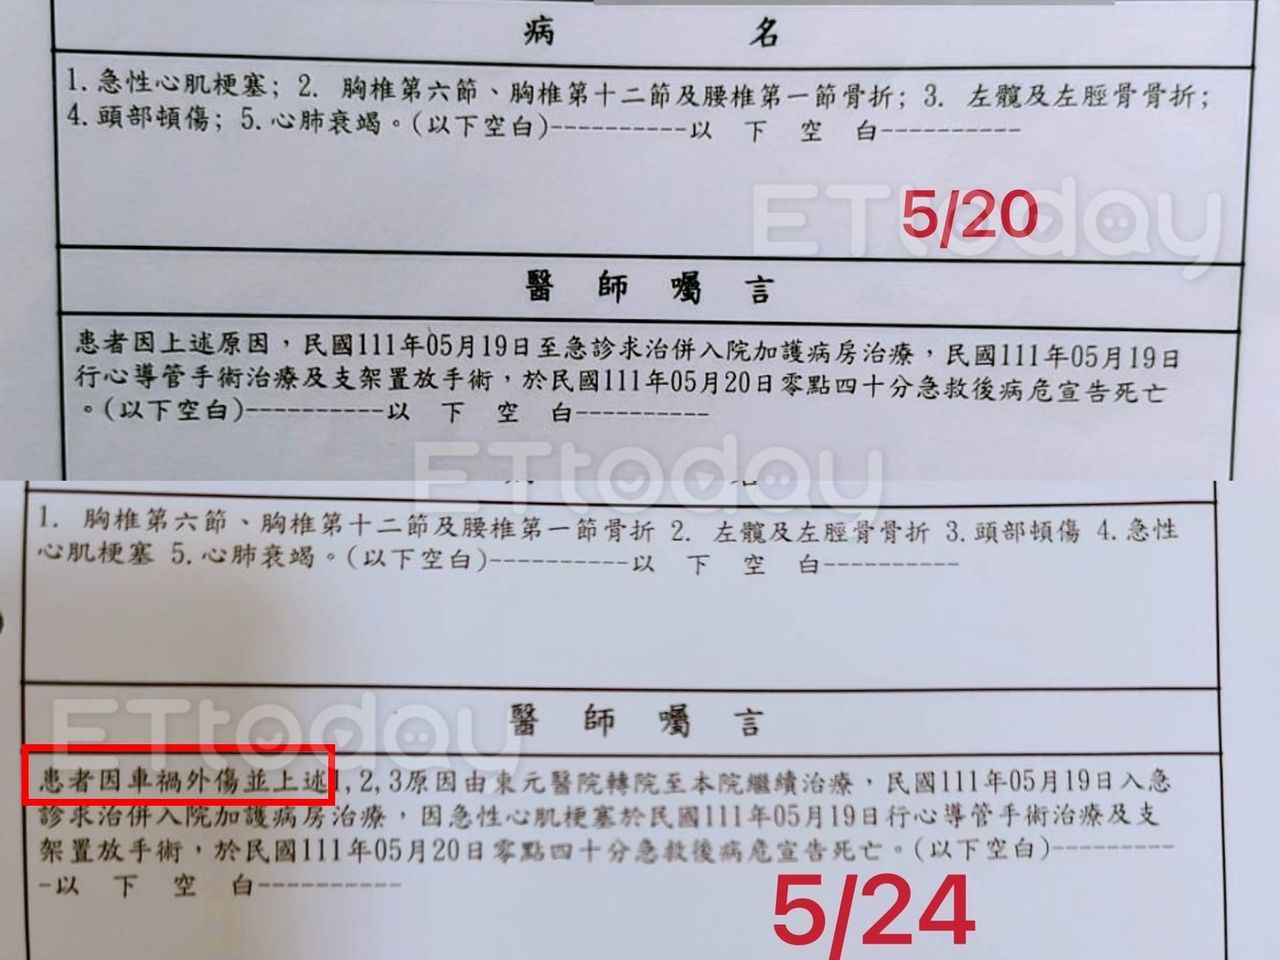 病 名
1.急性心肌梗塞; 2. 胸椎第六節、胸椎第十二節及腰椎第一節骨折; 3. 左髖及左脛骨骨折;
4.頭部頓傷; 5.心肺衰竭。(以下空白)----------以 下 空 白----------
ETtoday
5/20
醫 師 囑 言
患者因上述原因,民國111年05月19日至急診求治併入院加護病房治療,民國111年05月19日
行心導管手術治療及支架置放手術,於民國111年05月20日零點四十分急救後病危宣告死亡
。(以下空白)----------以 下 空 白----------
ETtoday
1. 胸椎第六節、胸椎第十二節及腰椎第一節骨折 2. 左髖及左脛骨骨折 3.頭部頓傷 4.急性
心肌梗塞 5.心肺衰竭。(以下空白)----------以 下 空 白----------
ETtoday
醫 師 囑 言
患者因車禍外傷並上述1,2,3原因由東元醫院轉院至本院繼續治療,民國111年05月19日入急
診求治併入院加護病房治療,因急性心肌梗塞於民國111年05月19日行心導管手術治療及支
架置放手術,於民國111年05月20日零點四十分急救後病危宣告死亡。(以下空白)---------
-以 下 空 白----------
5/24